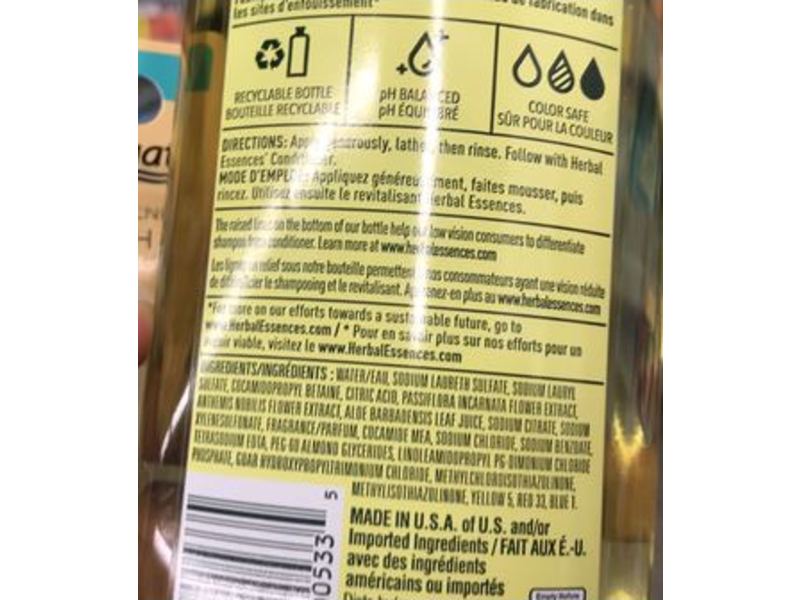 de fabrication dans
les sites d'enfouissement*
RECYCLABLE BOTTLE
BOUTEILLE RECYCLABLE
pH BALANCED
pH ÉQUILIBRÉ
COLOR SAFE
SÛR POUR LA COULEUR
DIRECTIONS: Apply generously, lather, then rinse. Follow with Herbal
Essences' Conditioner.
MODE D'EMPLOI: Appliquez généreusement, faites mousser, puis
rincez. Utilisez ensuite le revitalisant Herbal Essences.
The raised lines on the bottom of our bottle help our low vision consumers to differentiate
shampoo from conditioner. Learn more at www.herbalessences.com
Les lignes en relief sous notre bouteille permettent à nos consommateurs ayant une vision réduite
de différencier le shampooing et le revitalisant. Apprenez-en plus au www.herbalessences.com
*For more on our efforts towards a sustainable future, go to
www.HerbalEssences.com / * Pour en savoir plus sur nos efforts pour un
avenir viable, visitez le www.HerbalEssences.com
INGREDIENTS/INGRÉDIENTS : WATER/EAU, SODIUM LAURETH SULFATE, SODIUM LAURYL
SULFATE, COCAMIDOPROPYL BETAINE, CITRIC ACID, PASSIFLORA INCARNATA FLOWER EXTRACT,
ANTHEMIS NOBILIS FLOWER EXTRACT, ALOE BARBADENSIS LEAF JUICE, SODIUM CITRATE, SODIUM
XYLENESULFONATE, FRAGRANCE/PARFUM, COCAMIDE MEA, SODIUM CHLORIDE, SODIUM BENZOATE,
TETRASODIUM EDTA, PEG-60 ALMOND GLYCERIDES, LINOLEAMIDOPROPYL PG-DIMONIUM CHLORIDE
PHOSPHATE, GUAR HYDROXYPROPYLTRIMONIUM CHLORIDE, METHYLCHLOROISOTHIAZOLINONE,
METHYLISOTHIAZOLINONE, YELLOW 5, RED 33, BLUE 1.
MADE IN U.S.A. of U.S. and/or
Imported Ingredients / FAIT AUX É.-U.
avec des ingrédients
américains ou importés
00533
5